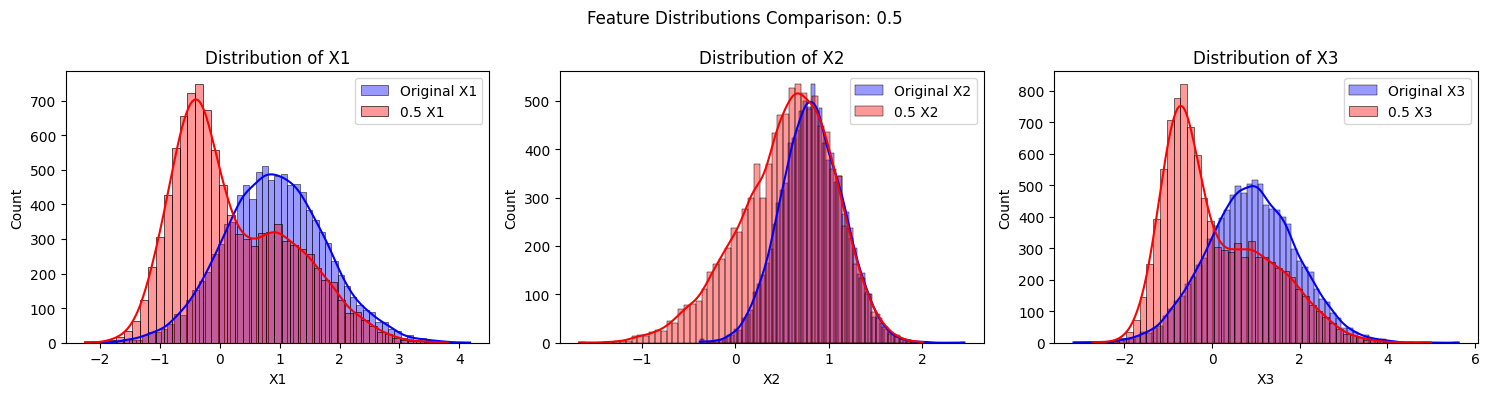 Feature Distributions Comparison: 0.5
Distribution of X1
Original X1
0.5 X1
Count
700
600
500
400
300
200
100
0
−2
−1
0
1
2
3
4
X1
Distribution of X2
Original X2
0.5 X2
Count
500
400
300
200
100
0
−1
0
1
2
X2
Distribution of X3
Original X3
0.5 X3
Count
800
700
600
500
400
300
200
100
0
−2
0
2
4
6
X3